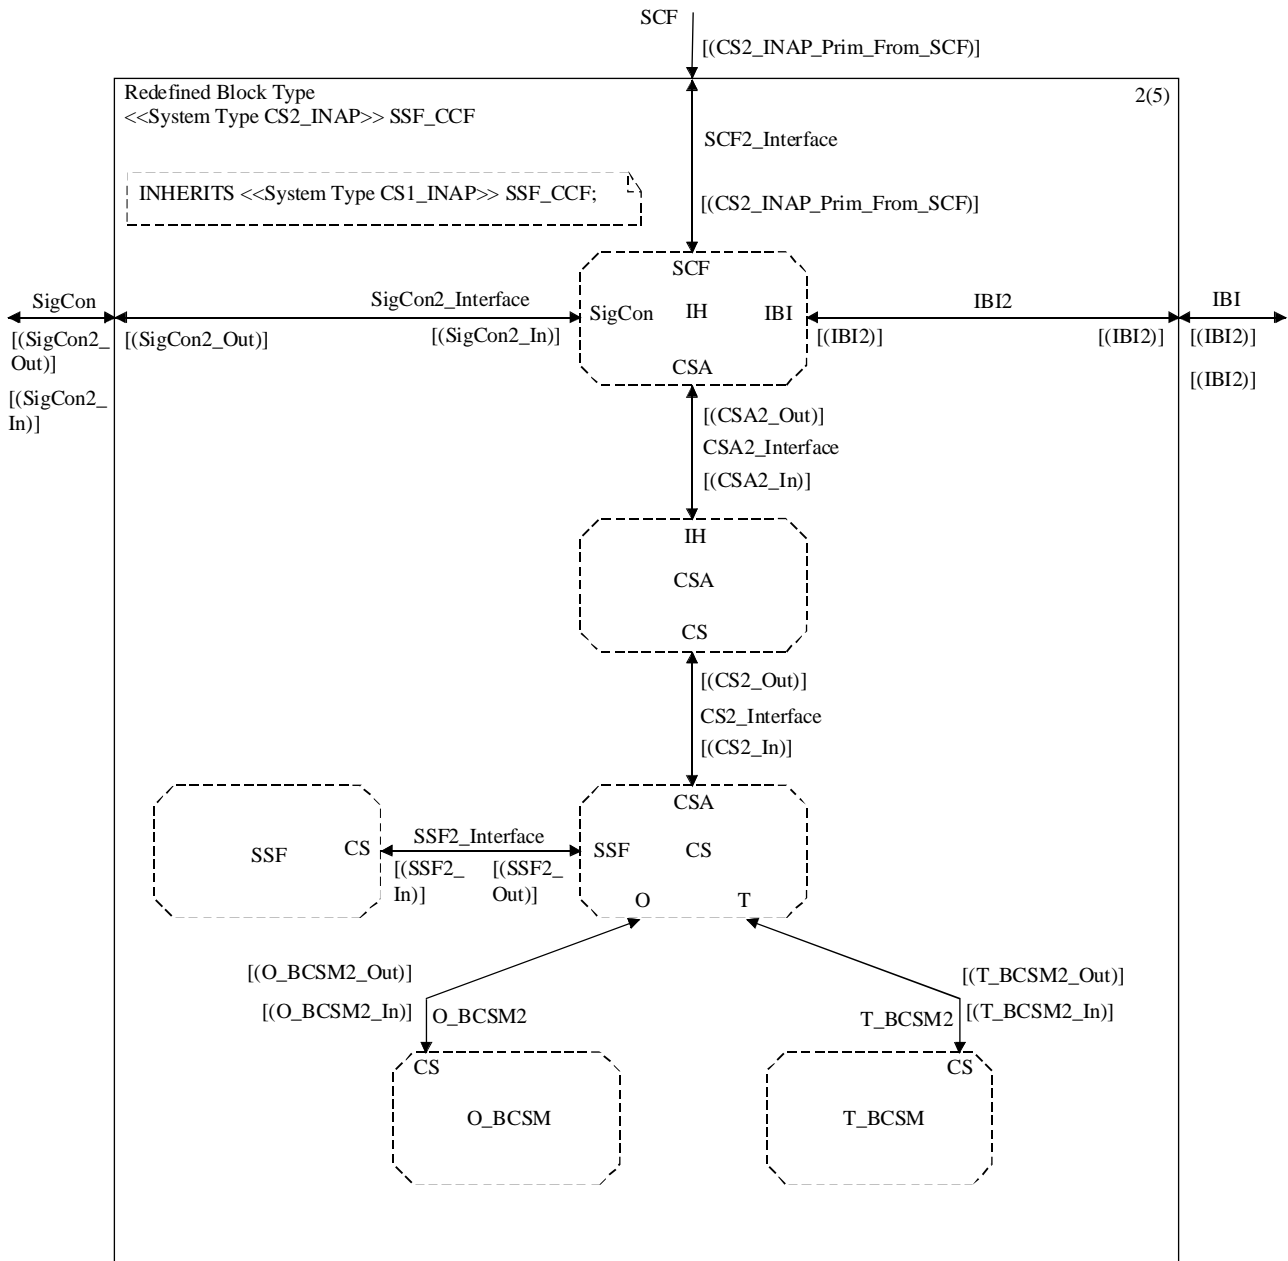 SCF
[(CS2_INAP_Prim_From_SCF)]
Redefined Block Type
2(5)
<<System Type CS2_INAP>> SSF_CCF
SCF2_Interface
INHERITS <<System Type CS1_INAP>> SSF_CCF;
[(CS2_INAP_Prim_From_SCF)]
SCF
SigCon
SigCon2_Interface
SigCon
IH
IBI
IBI2
IBI
[(SigCon2_
Out)]
[(SigCon2_Out)]
[(SigCon2_In)]
[(IBI2)]
[(IBI2)]
[(IBI2)]
[(SigCon2_
In)]
CSA
[(IBI2)]
[(CSA2_Out)]
CSA2_Interface
[(CSA2_In)]
IH
CSA
CS
[(CS2_Out)]
CS2_Interface
[(CS2_In)]
CSA
SSF
CS
SSF2_Interface
SSF
CS
[(SSF2_
In)]
[(SSF2_
Out)]
O
T
[(O_BCSM2_Out)]
[(T_BCSM2_Out)]
[(O_BCSM2_In)]
O_BCSM2
T_BCSM2
[(T_BCSM2_In)]
CS
CS
O_BCSM
T_BCSM